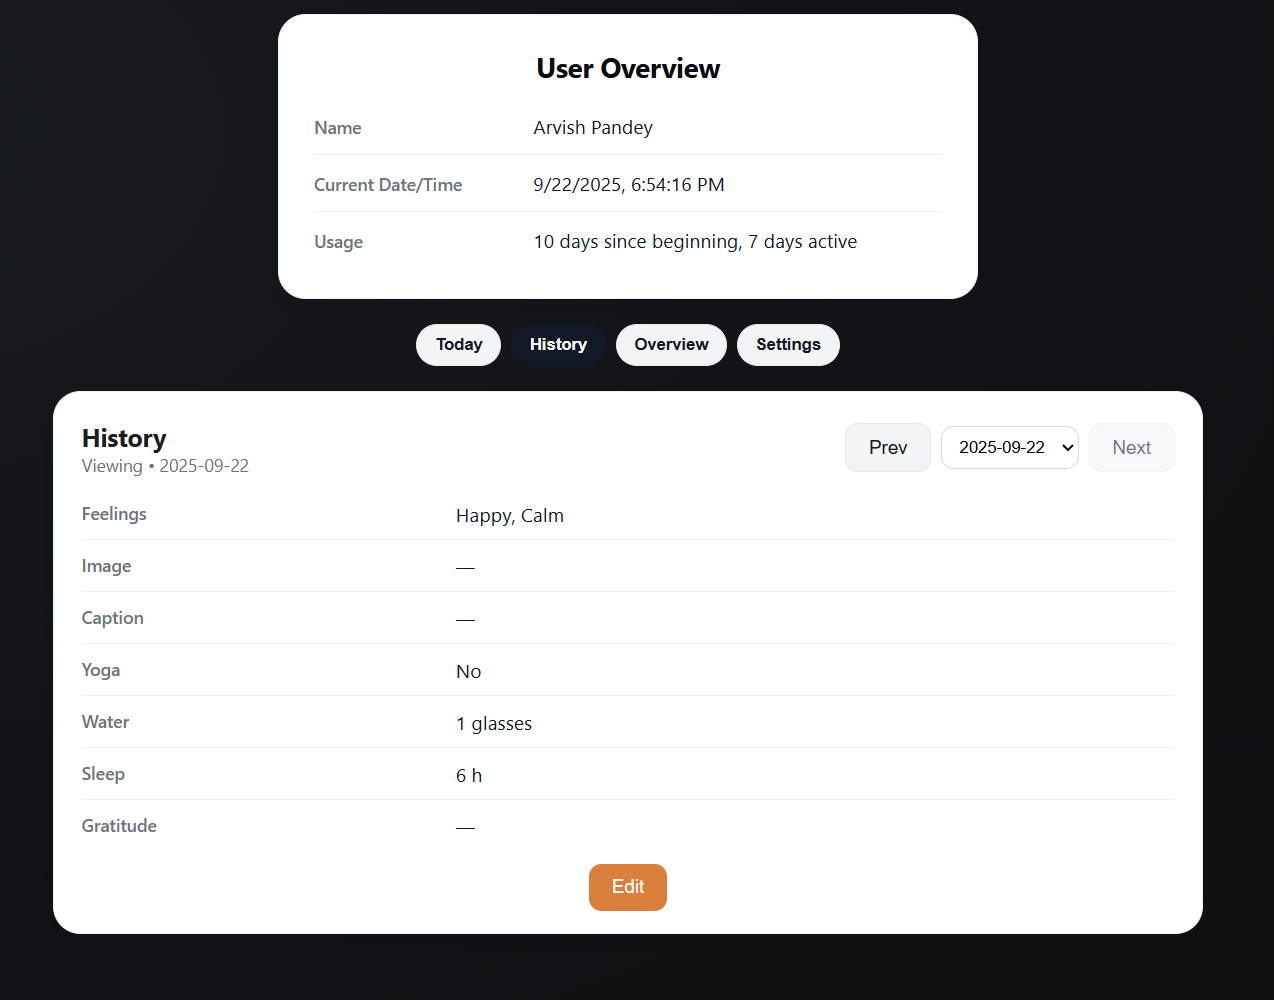 User Overview
Name Arvish Pandey
Current Date/Time 9/22/2025, 6:54:16 PM
Usage 10 days since beginning, 7 days active
Today History Overview Settings
History
Viewing • 2025-09-22
Prev 2025-09-22 Next
Feelings Happy, Calm
Image —
Caption —
Yoga No
Water 1 glasses
Sleep 6 h
Gratitude —
Edit